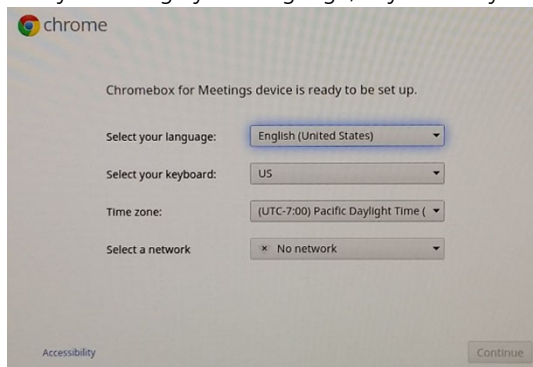 chrome
Chromebox for Meetings device is ready to be set up.
Select your language: English (United States)
Select your keyboard: US
Time zone: (UTC-7:00) Pacific Daylight Time (
Select a network No network
Accessibility Continue